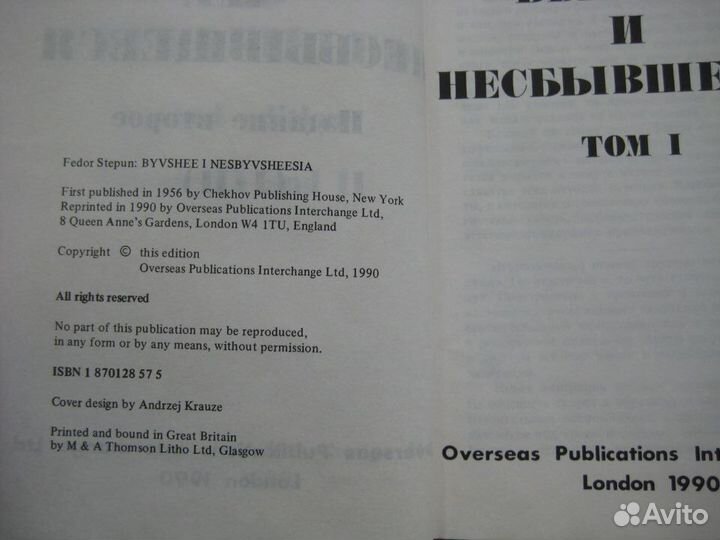 Fedor Stepun: BYVSHEE I NESBYVSHEESIA
First published in 1956 by Chekhov Publishing House, New York
Reprinted in 1990 by Overseas Publications Interchange Ltd,
8 Queen Anne's Gardens, London W4 1TU, England
Copyright © this edition
Overseas Publications Interchange Ltd, 1990
All rights reserved
No part of this publication may be reproduced,
in any form or by any means, without permission.
ISBN 1 870128 57 5
Cover design by Andrzej Krauze
Printed and bound in Great Britain
by M & A Thomson Litho Ltd, Glasgow
И
НЕСБЫВШЕ
ТОМ I
Overseas Publications Int
London 1990
Avito